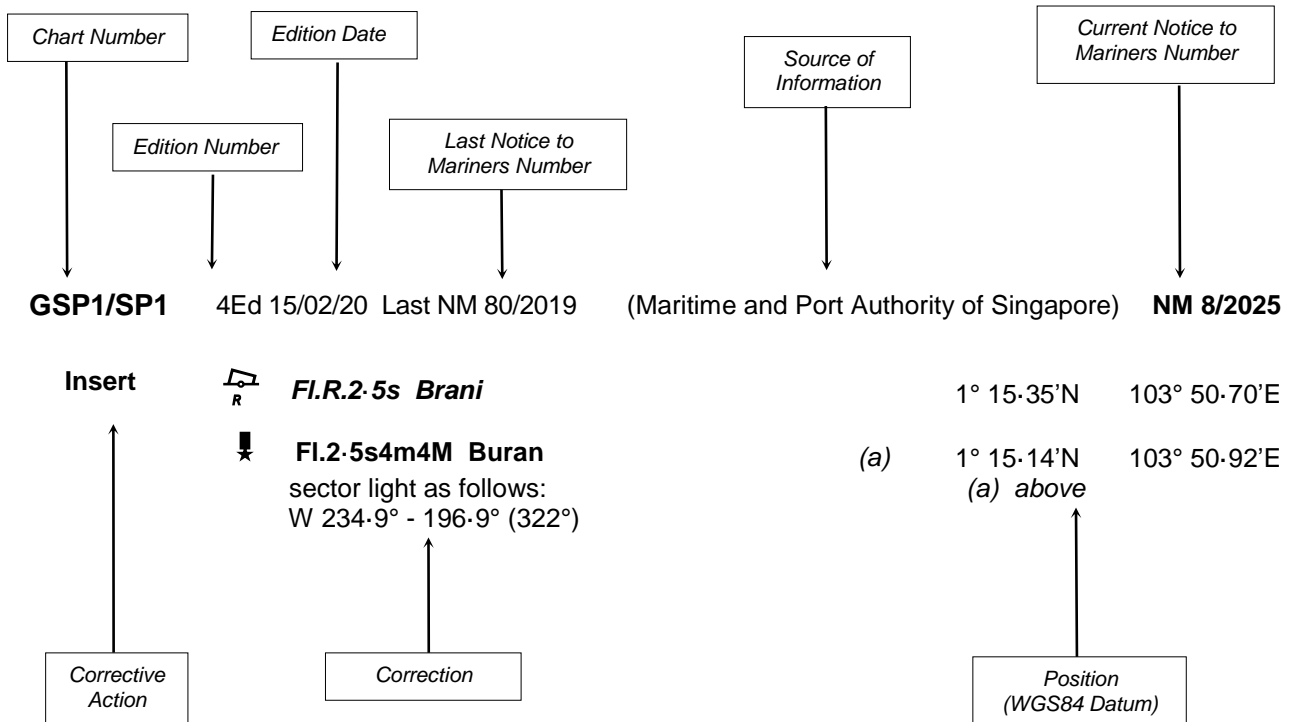 Chart Number
Edition Date
Current Notice to
Mariners Number
Source of
Information
Edition Number
Last Notice to
Mariners Number
GSP1/SP1 4Ed 15/02/20 Last NM 80/2019 (Maritime and Port Authority of Singapore) NM 8/2025
Insert R Fl.R.2·5s Brani 1° 15·35’N 103° 50·70’E
Fl.2·5s4m4M Buran (a) 1° 15·14’N 103° 50·92’E
sector light as follows: (a) above
W 234·9° - 196·9° (322°)
Corrective
Action
Correction
Position
(WGS84 Datum)